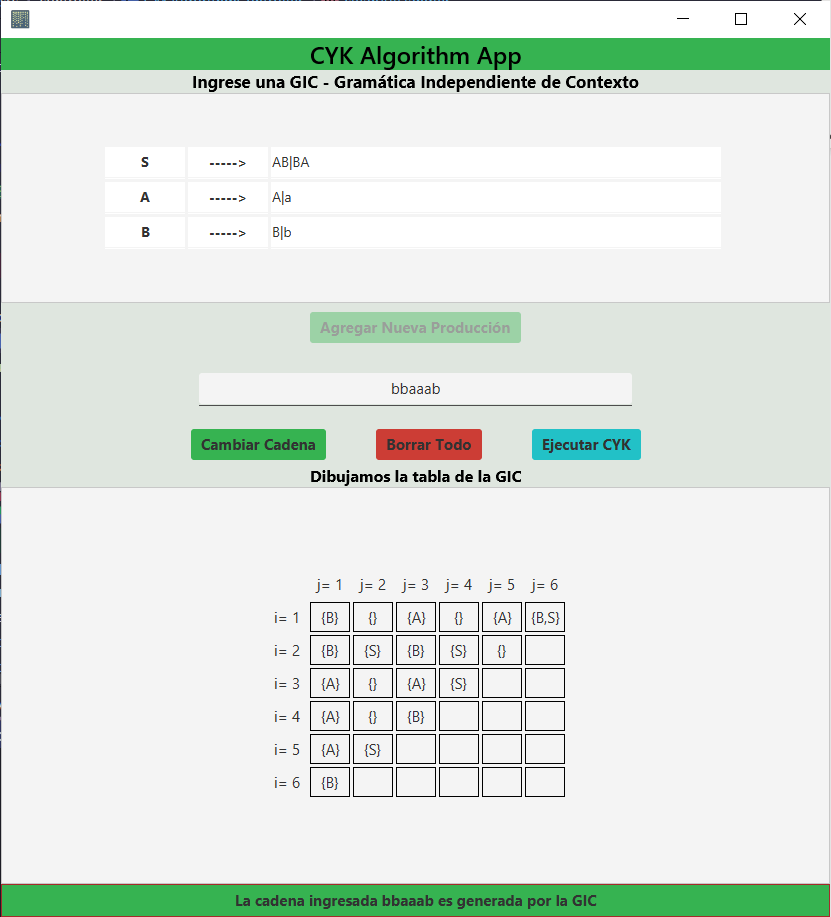 CYK Algorithm App
Ingrese una GIC - Gramática Independiente de Contexto
S -----> AB|BA
A -----> A|a
B -----> B|b
Agregar Nueva Producción
bbaaab
Cambiar Cadena Borrar Todo Ejecutar CYK
Dibujamos la tabla de la GIC
j= 1 j= 2 j= 3 j= 4 j= 5 j= 6
i= 1 {B} {} {A} {} {A} {B,S}
i= 2 {B} {S} {B} {S} {}
i= 3 {A} {} {A} {S}
i= 4 {A} {} {B}
i= 5 {A} {S}
i= 6 {B}
La cadena ingresada bbaaab es generada por la GIC